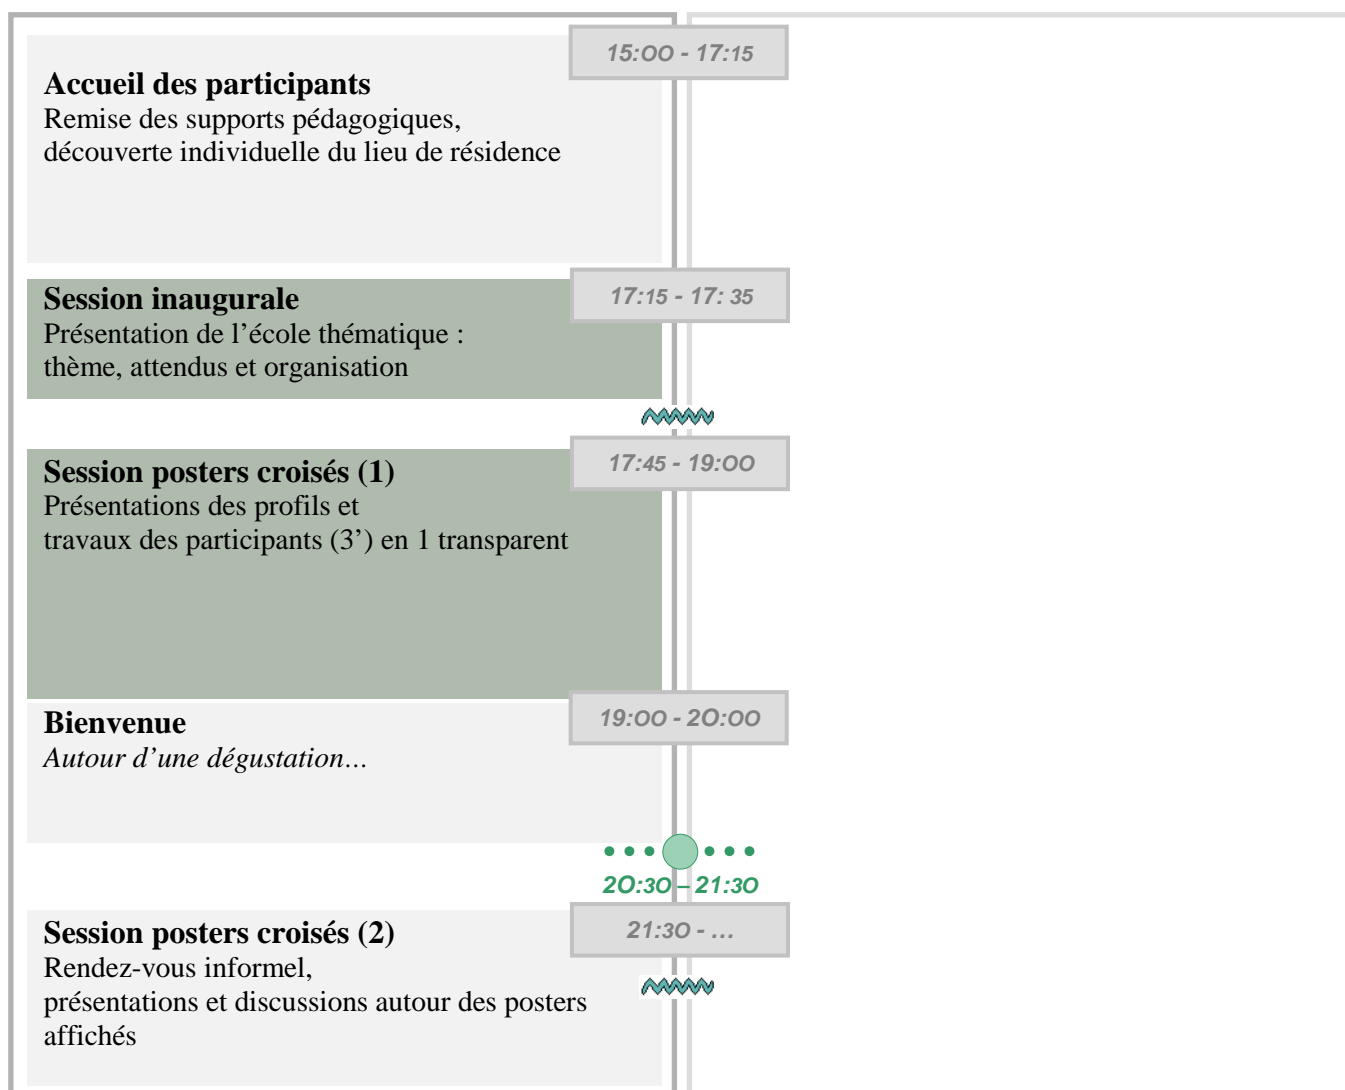 15:00 - 17:15
Accueil des participants
Remise des supports pédagogiques,
découverte individuelle du lieu de résidence
17:15 - 17: 35
Session inaugurale
Présentation de l’école thématique :
thème, attendus et organisation
17:45 - 19:00
Session posters croisés (1)
Présentations des profils et
travaux des participants (3’) en 1 transparent
19:00 - 20:00
Bienvenue
Autour d’une dégustation…
20:30 – 21:30
21:30 - …
Session posters croisés (2)
Rendez-vous informel,
présentations et discussions autour des posters
affichés